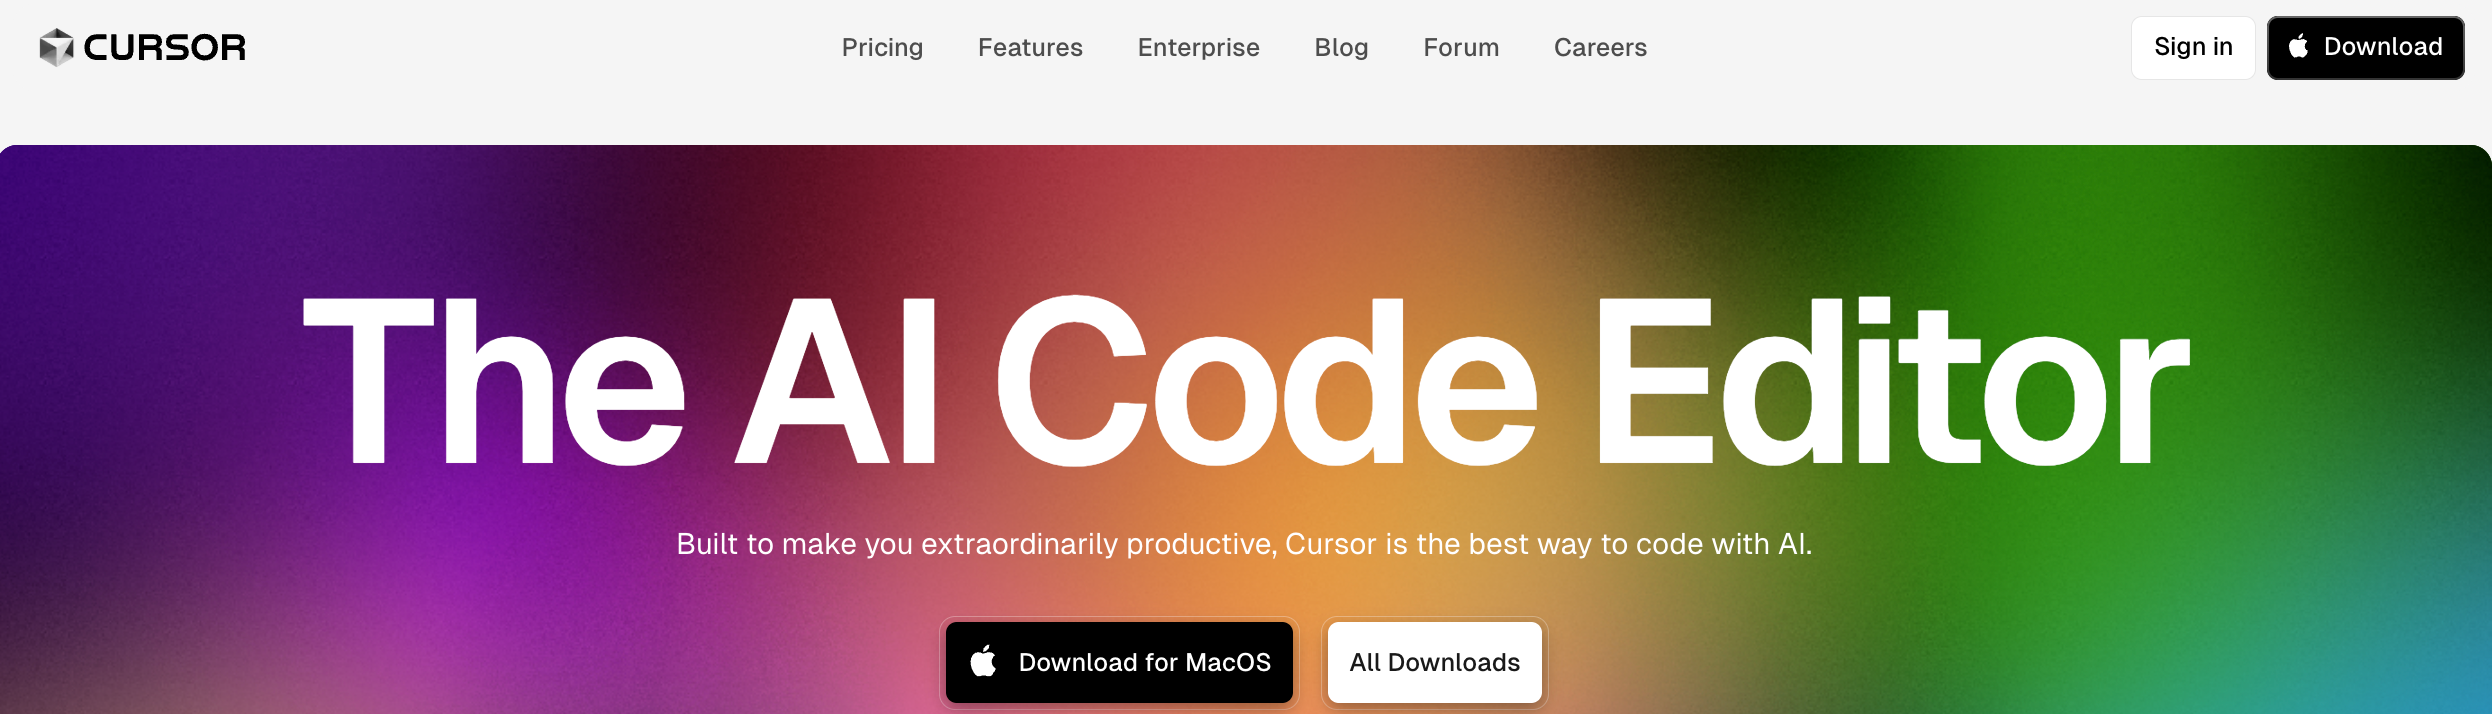 CURSOR
Pricing
Features
Enterprise
Blog
Forum
Careers
Sign in
Download
The AI Code Editor
Built to make you extraordinarily productive, Cursor is the best way to code with AI.
Download for MacOS
All Downloads